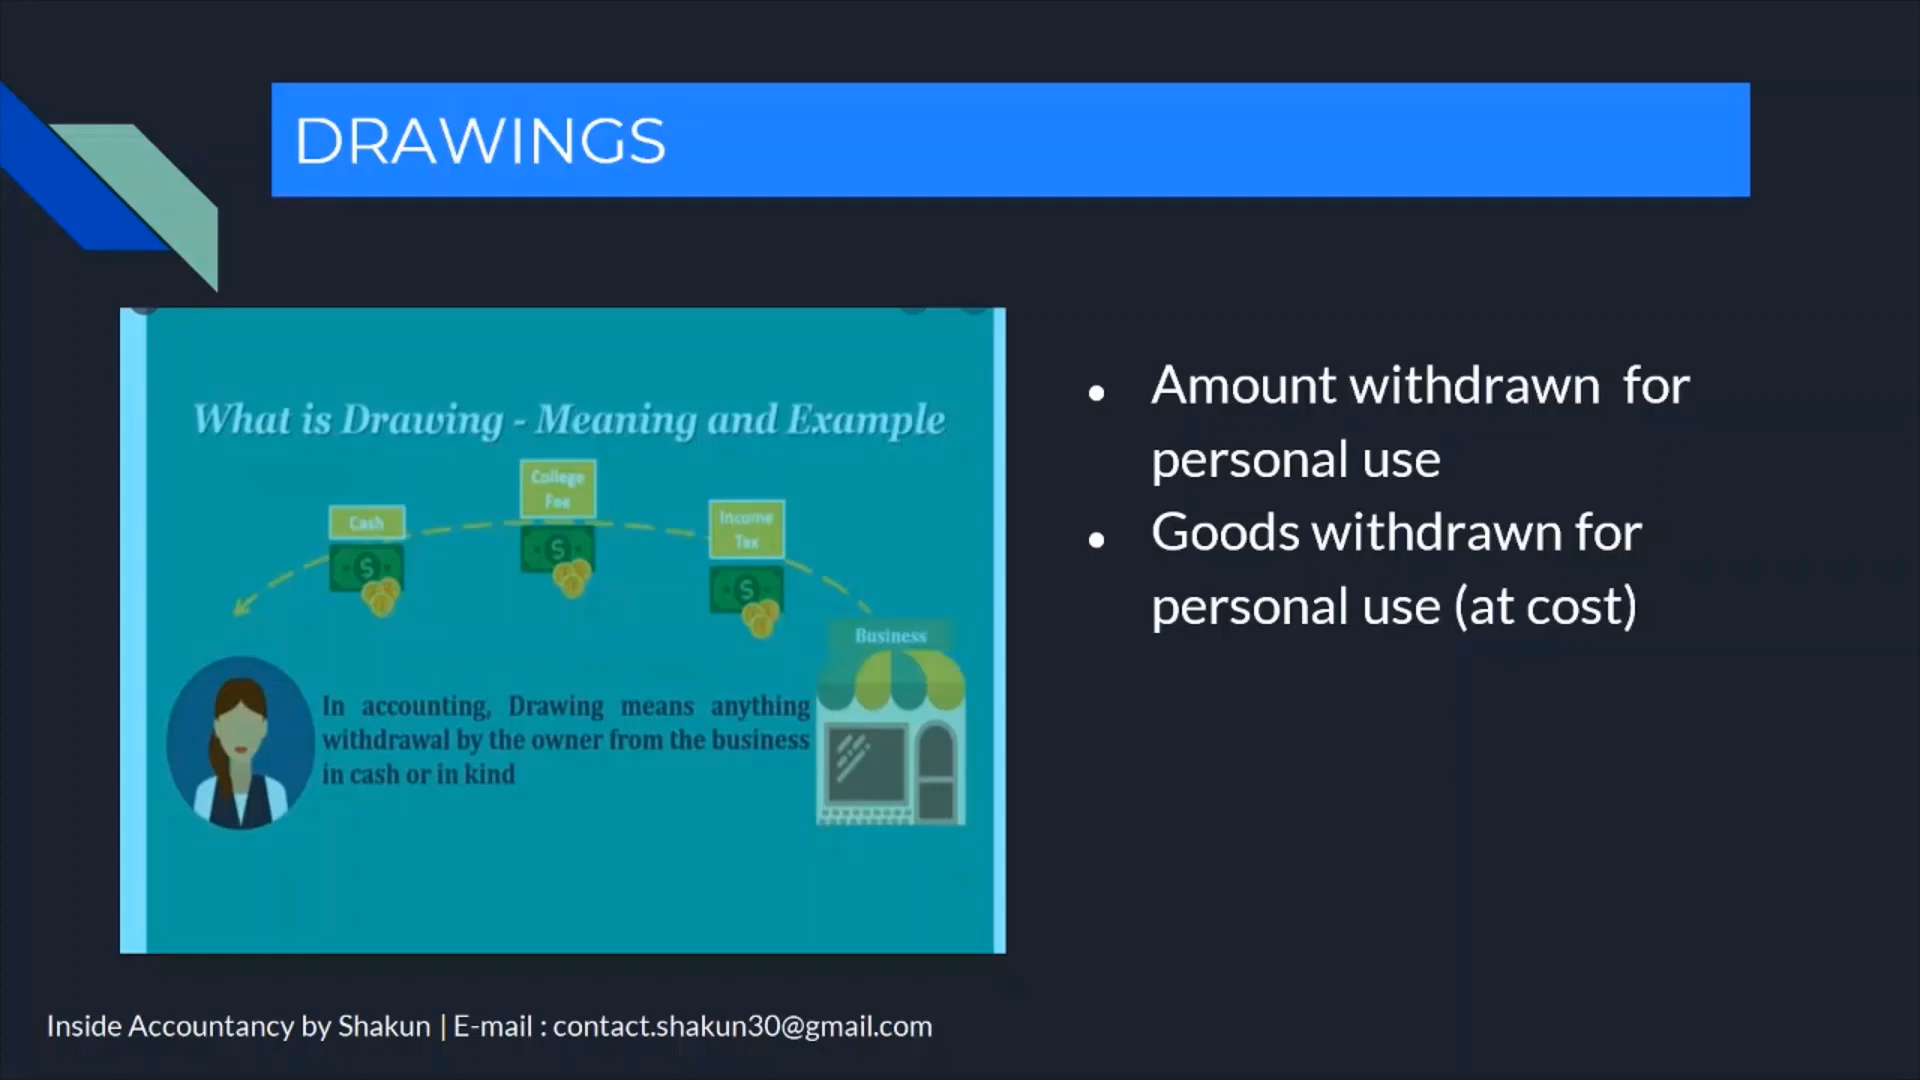 DRAWINGS
What is Drawing - Meaning and Example
College
Fee
Cash
Income
Tax
Business
In accounting, Drawing means anything
withdrawal by the owner from the business
in cash or in kind
Amount withdrawn for
personal use
Goods withdrawn for
personal use (at cost)
Inside Accountancy by Shakun | E-mail : contact.shakun30@gmail.com